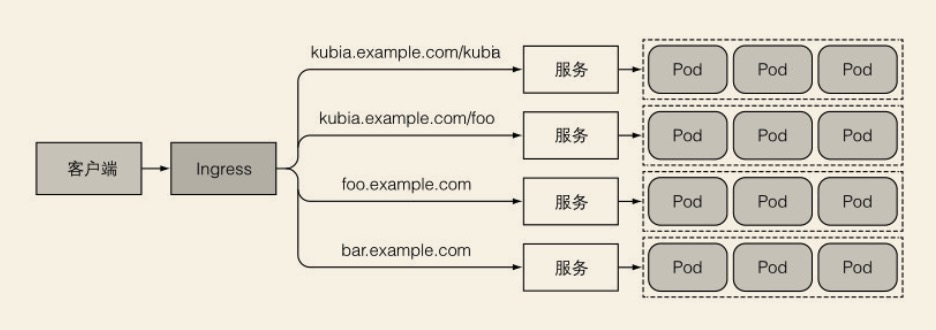 kubia.example.com/kubia
服务
Pod
Pod
Pod
kubia.example.com/foo
服务
Pod
Pod
Pod
客户端
Ingress
foo.example.com
服务
Pod
Pod
Pod
bar.example.com
服务
Pod
Pod
Pod